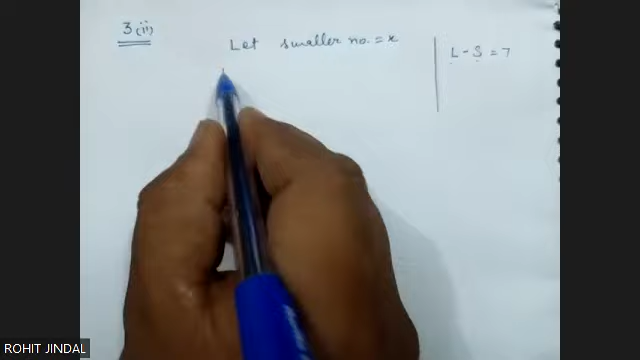 3(ii)
Let smaller no. = x
L - S = 7
ROHIT JINDAL